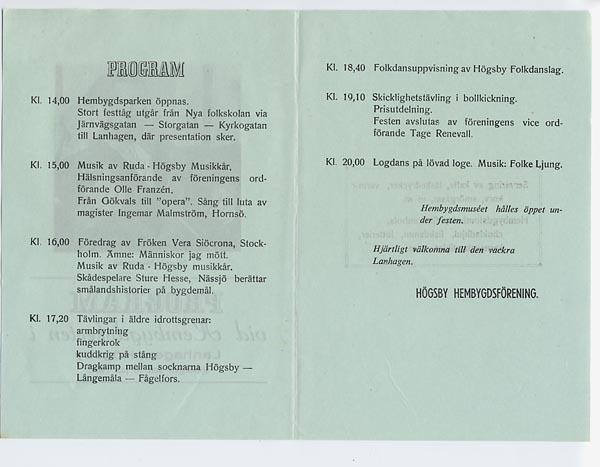 PROGRAM
Kl. 14,00 Hembygdsparken öppnas.
Stort festtåg utgår från Nya folkskolan via
Järnvägsgatan — Storgatan — Kyrkogatan
till Lanhagen, där presentation sker.
Kl. 15,00 Musik av Ruda - Högsby Musikkår.
Hälsningsanförande av föreningens ord-
förande Olle Franzén.
Från Gökvals till "opera". Sång till luta av
magister Ingemar Malmström, Hornsö.
Kl. 16,00 Föredrag av Fröken Vera Siöcrona, Stock-
holm. Ämne: Människor jag mött.
Musik av Ruda - Högsby musikkår.
Skådespelare Sture Hesse, Nässjö berättar
smålandshistorier på bygdemål.
Kl. 17,20 Tävlingar i äldre idrottsgrenar:
armbrytning
fingerkrok
kuddkrig på stång
Dragkamp mellan socknarna Högsby —
Långemåla — Fågelfors.
Kl. 18,40 Folkdansuppvisning av Högsby Folkdanslag.
Kl. 19,10 Skicklighetstävling i bollkickning.
Prisutdelning.
Festen avslutas av föreningens vice ord-
förande Tage Renevall.
Kl. 20,00 Logdans på lövad loge. Musik: Folke Ljung.
Hembygdsmuséet hålles öppet un-
der festen.
Hjärtligt välkomna till den vackra
Lanhagen.
HÖGSBY HEMBYGDSFÖRENING.